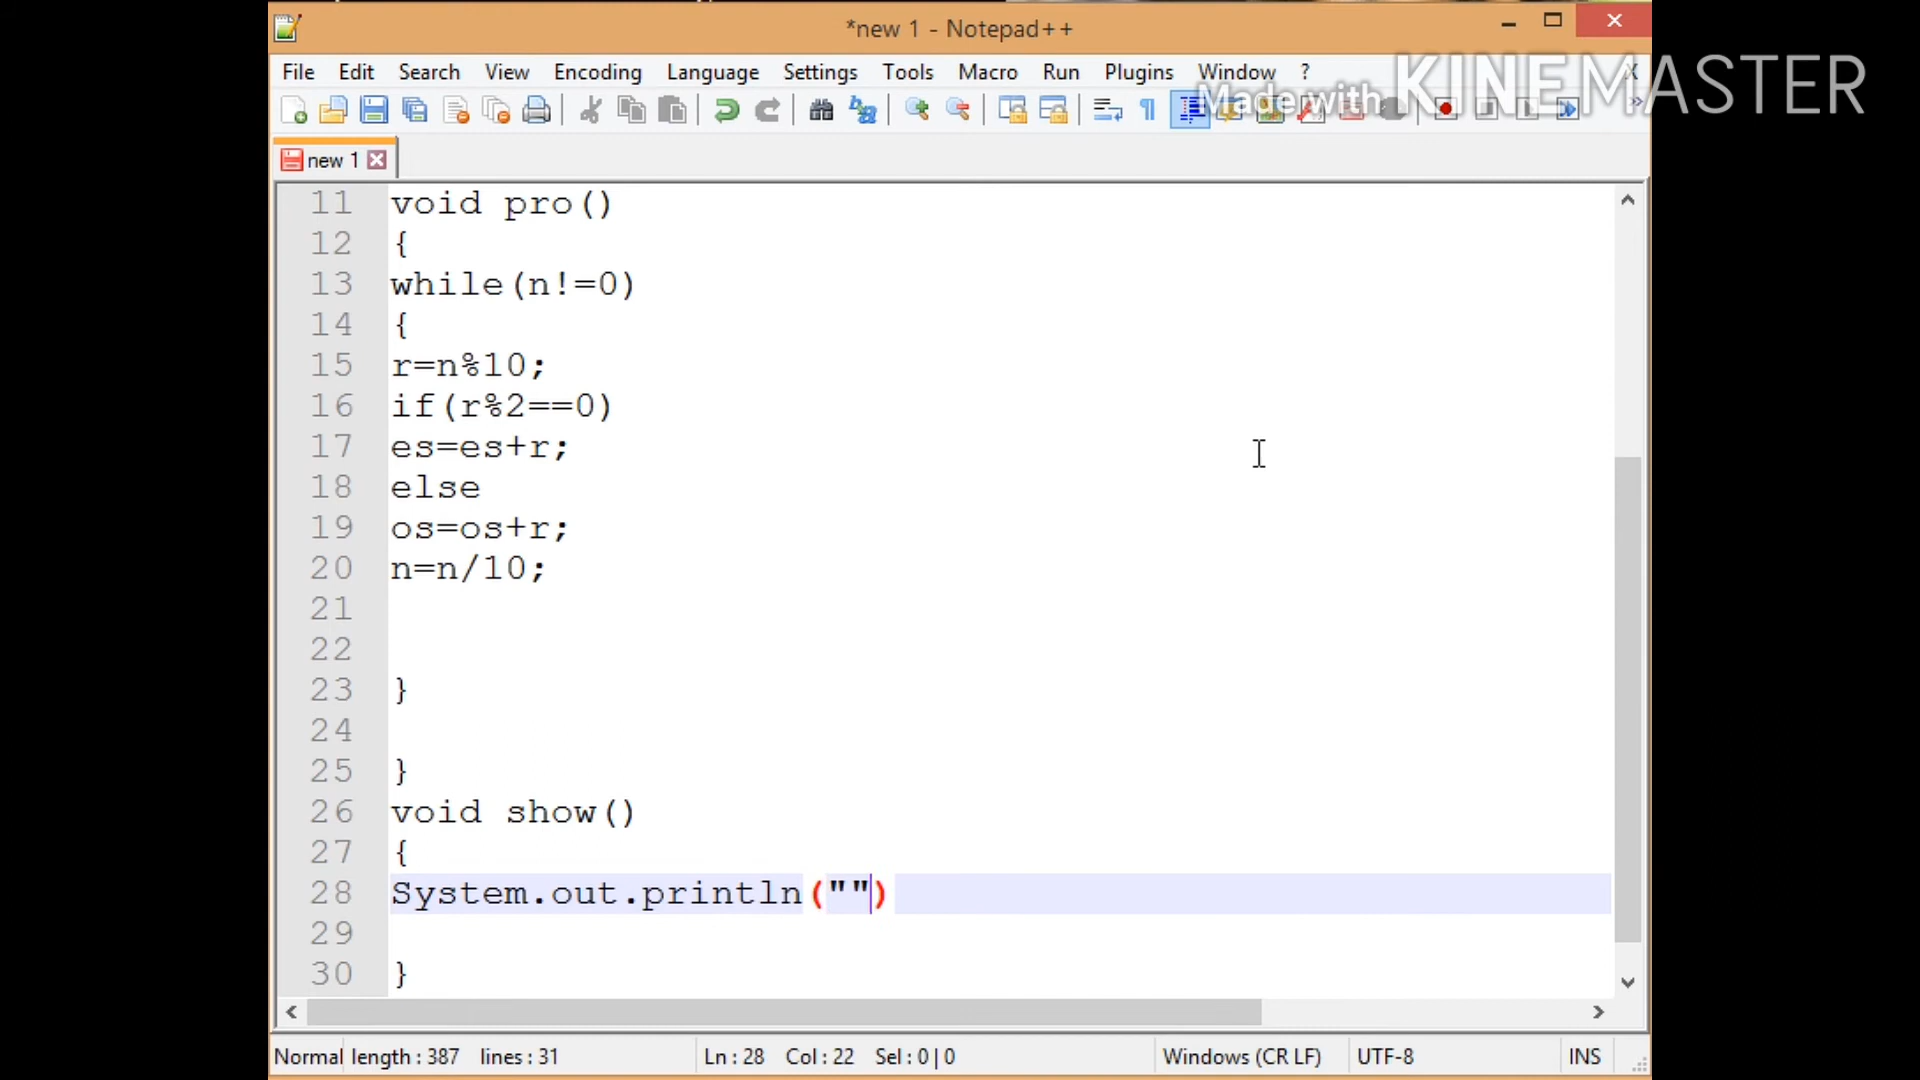 *new 1 - Notepad++
File Edit Search View Encoding Language Settings Tools Macro Run Plugins Window ? X
Made with KINEMASTER
new 1
11 void pro()
12 {
13 while(n!=0)
14 {
15 r=n%10;
16 if(r%2==0)
17 es=es+r;
18 else
19 os=os+r;
20 n=n/10;
21
22
23 }
24
25 }
26 void show()
27 {
28 System.out.println("")
29
30 }
Normal length : 387 lines : 31 Ln : 28 Col : 22 Sel : 0 | 0 Windows (CR LF) UTF-8 INS